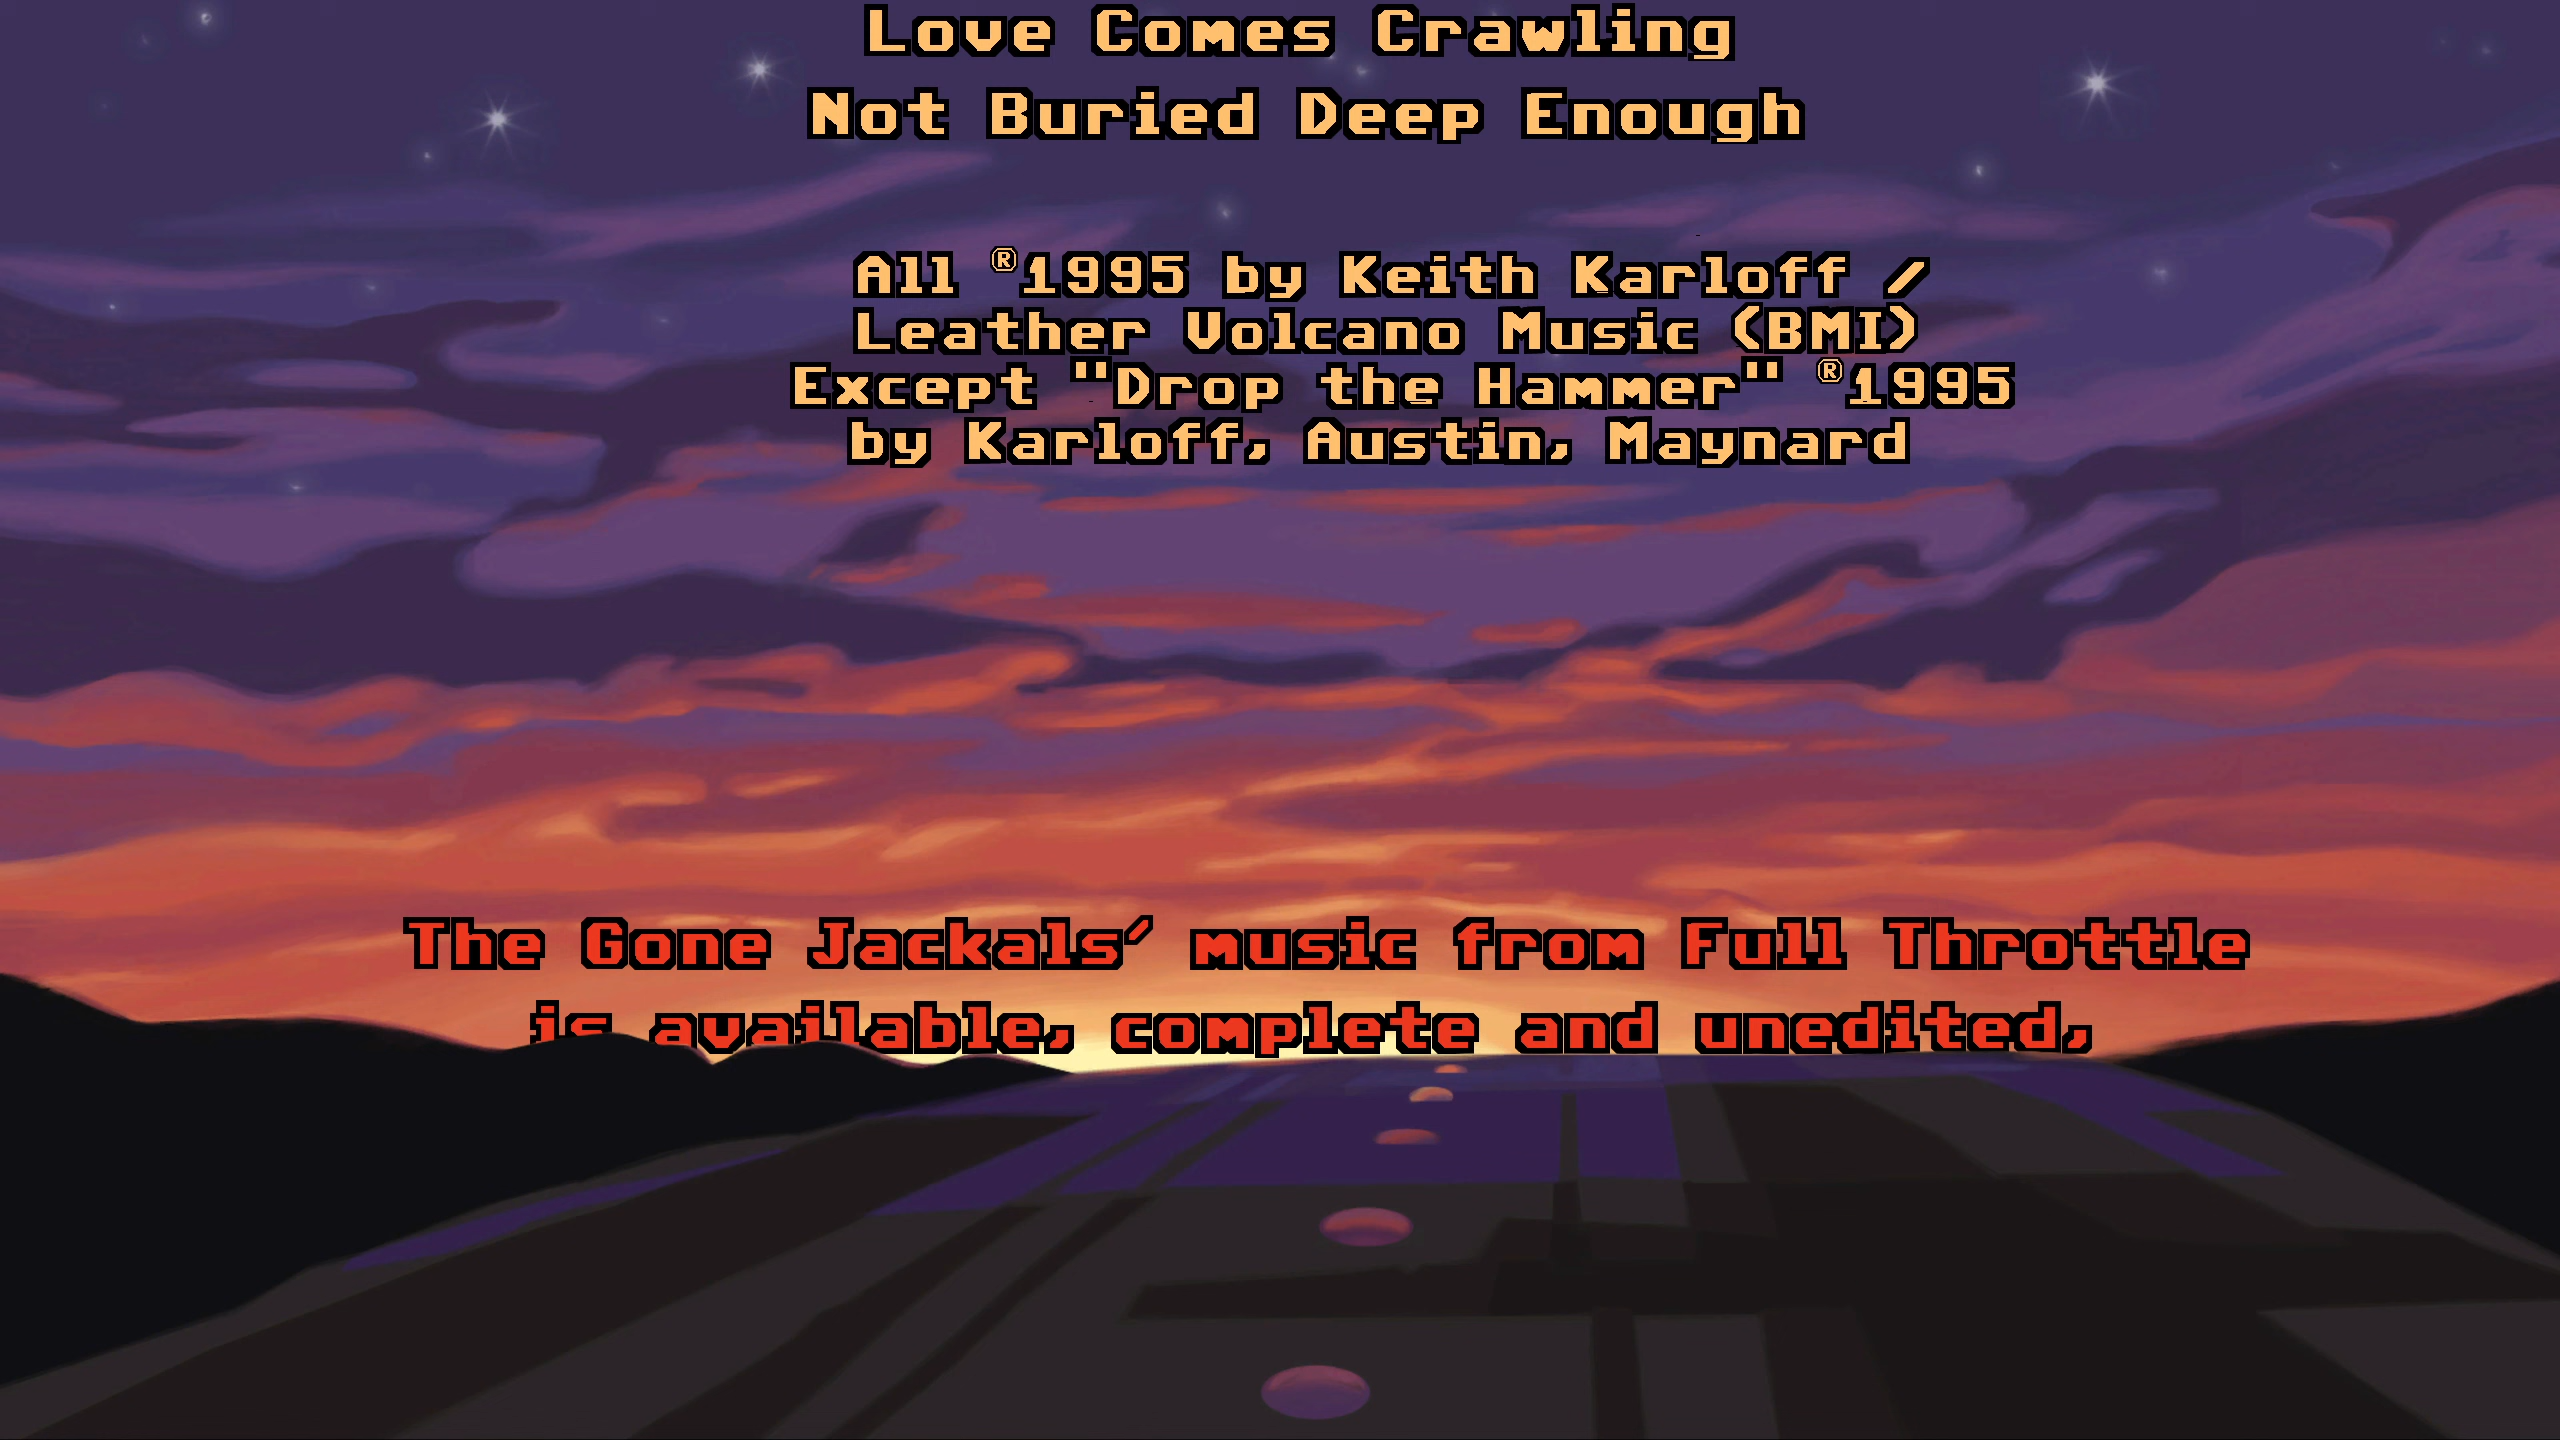 Love Comes Crawling
Not Buried Deep Enough
All ®1995 by Keith Karloff /
Leather Volcano Music (BMI)
Except "Drop the Hammer" ®1995
by Karloff, Austin, Maynard
The Gone Jackals' music from Full Throttle
is available, complete and unedited,